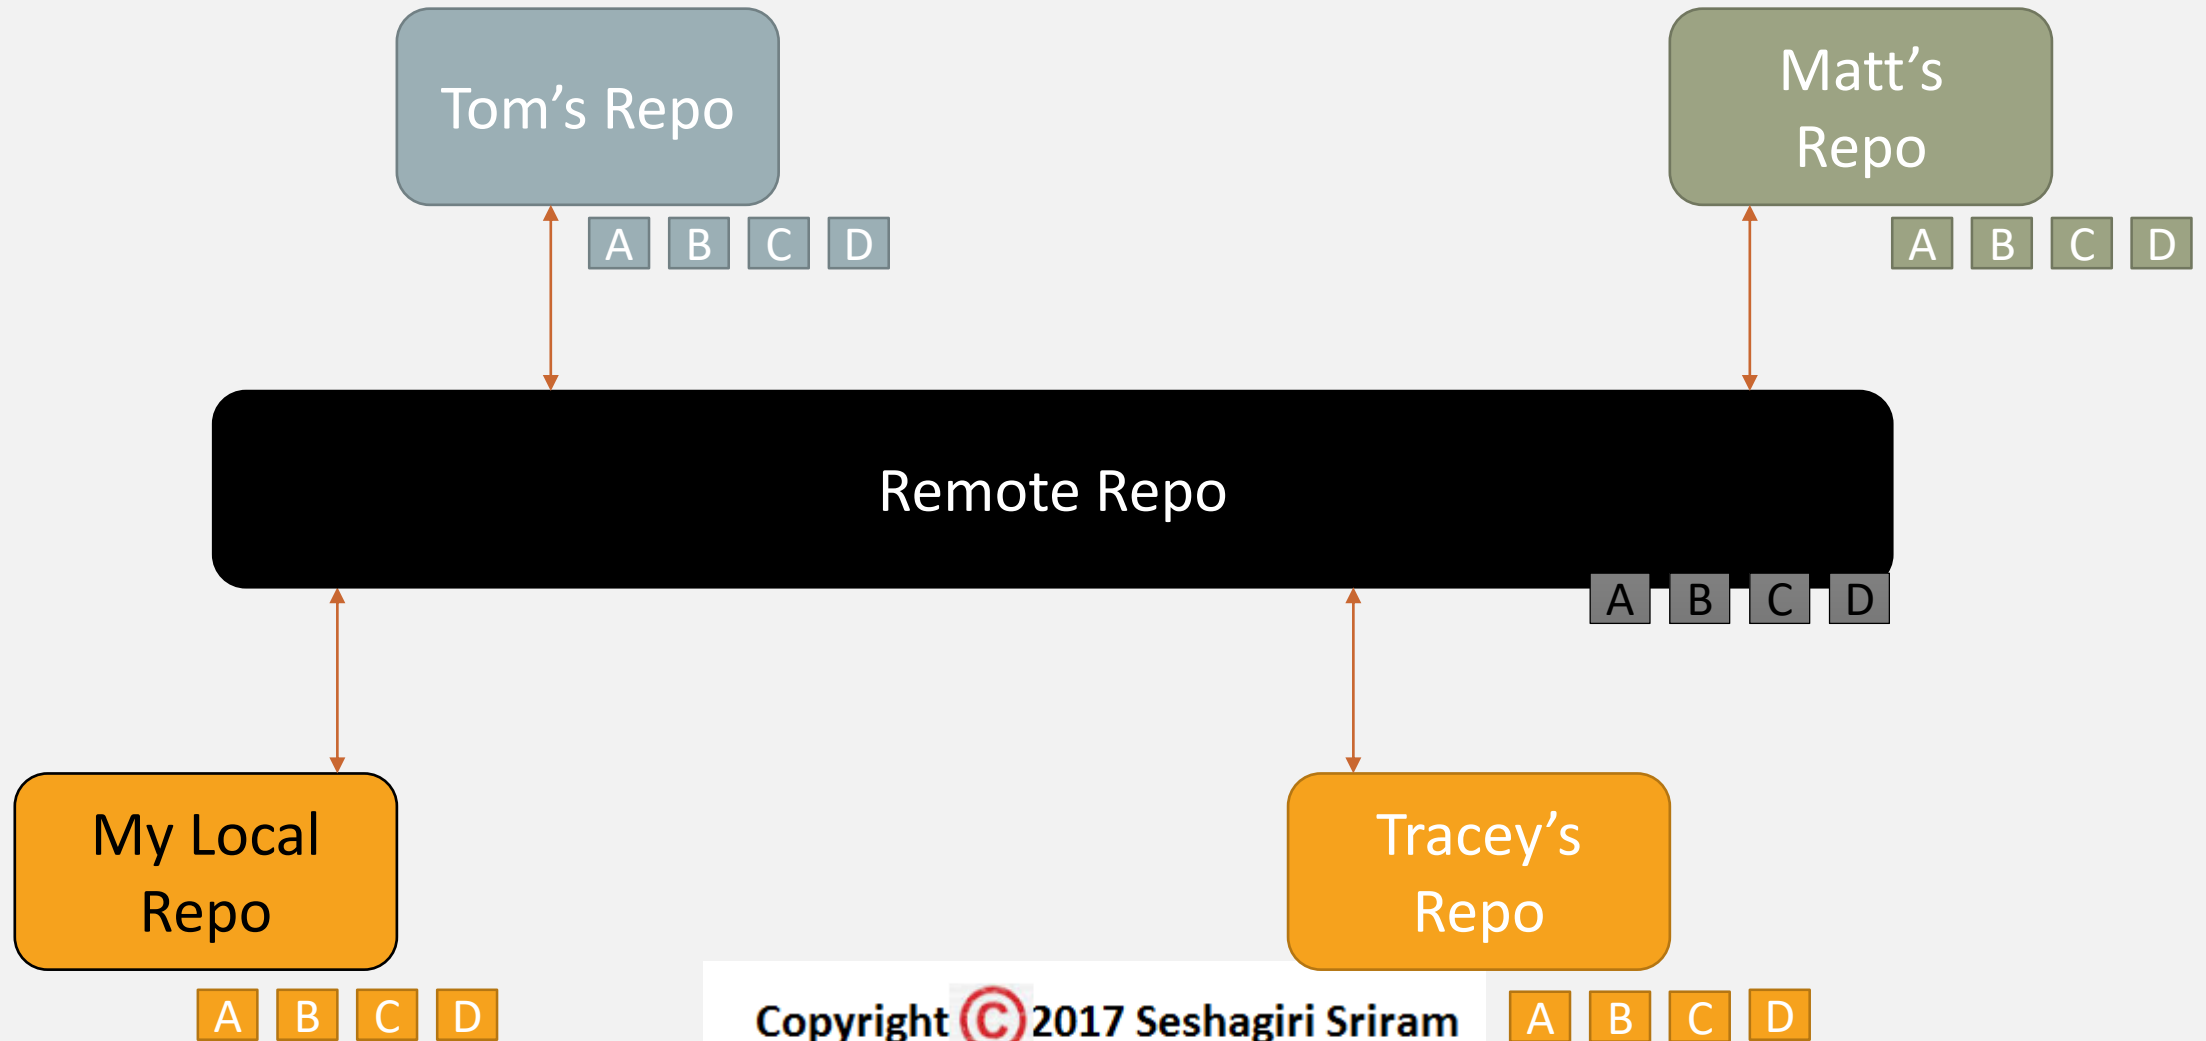 Tom’s Repo
Matt’s
Repo
A B C D
A B C D
Remote Repo
A B C D
My Local
Repo
Tracey’s
Repo
A B C D
Copyright © 2017 Seshagiri Sriram
A B C D